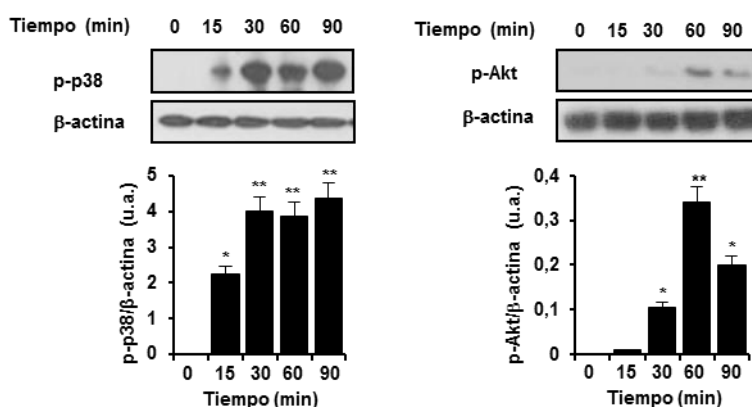 Tiempo (min) 0 15 30 60 90
p-p38
β-actina
p-p38/β-actina (u.a.)
5
4
3
2
1
0
*
**
**
**
0 15 30 60 90
Tiempo (min)
Tiempo (min) 0 15 30 60 90
p-Akt
β-actina
p-Akt/β-actina (u.a.)
0,4
0,3
0,2
0,1
0
*
**
*
0 15 30 60 90
Tiempo (min)